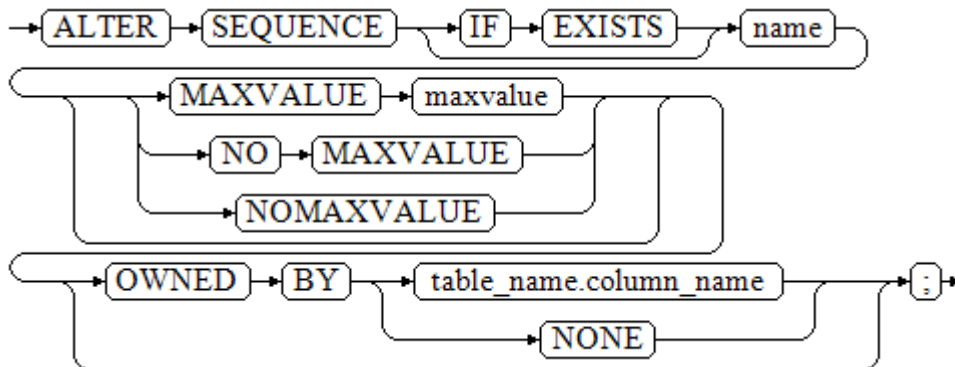 ALTER SEQUENCE IF EXISTS name
MAXVALUE maxvalue
NO MAXVALUE
NOMAXVALUE
OWNED BY table_name.column_name ;
NONE